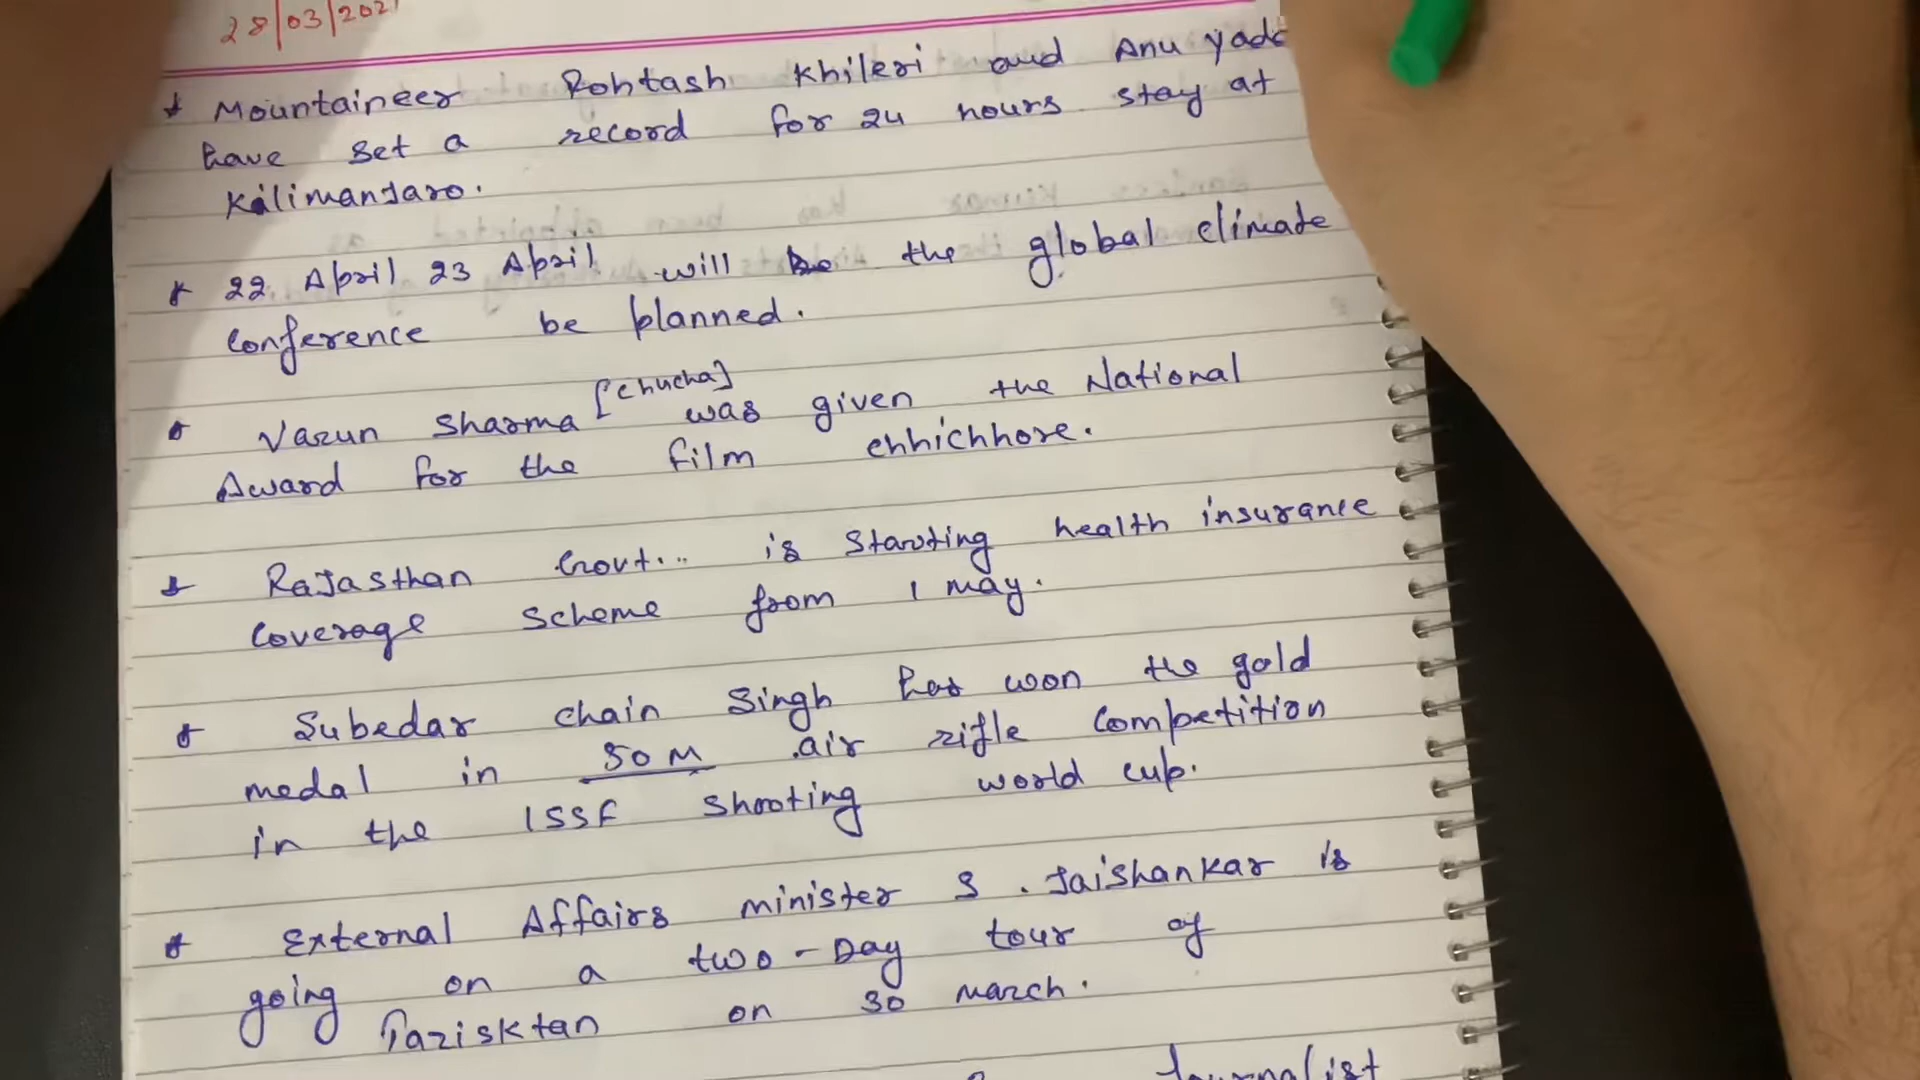 28/03/202
* Mountaineer Rohtash Khileri and Anu
have set a record for 24 hours stay at
Kilimanjaro.
* 22 April 23 April will be the global climate
conference be planned.
[chucha]
* Varun Sharma was given the National
Award for the film chhichhore.
* Rajasthan Govt... is starting health insurance
coverage scheme from 1 may.
* Subedar chain Singh has won the gold
medal in 50 M air rifle competition
in the ISSF shooting world cup.
* External Affairs minister S. Jaishankar is
going on a two-Day tour of
Tazisktan on 30 march.
Journalist